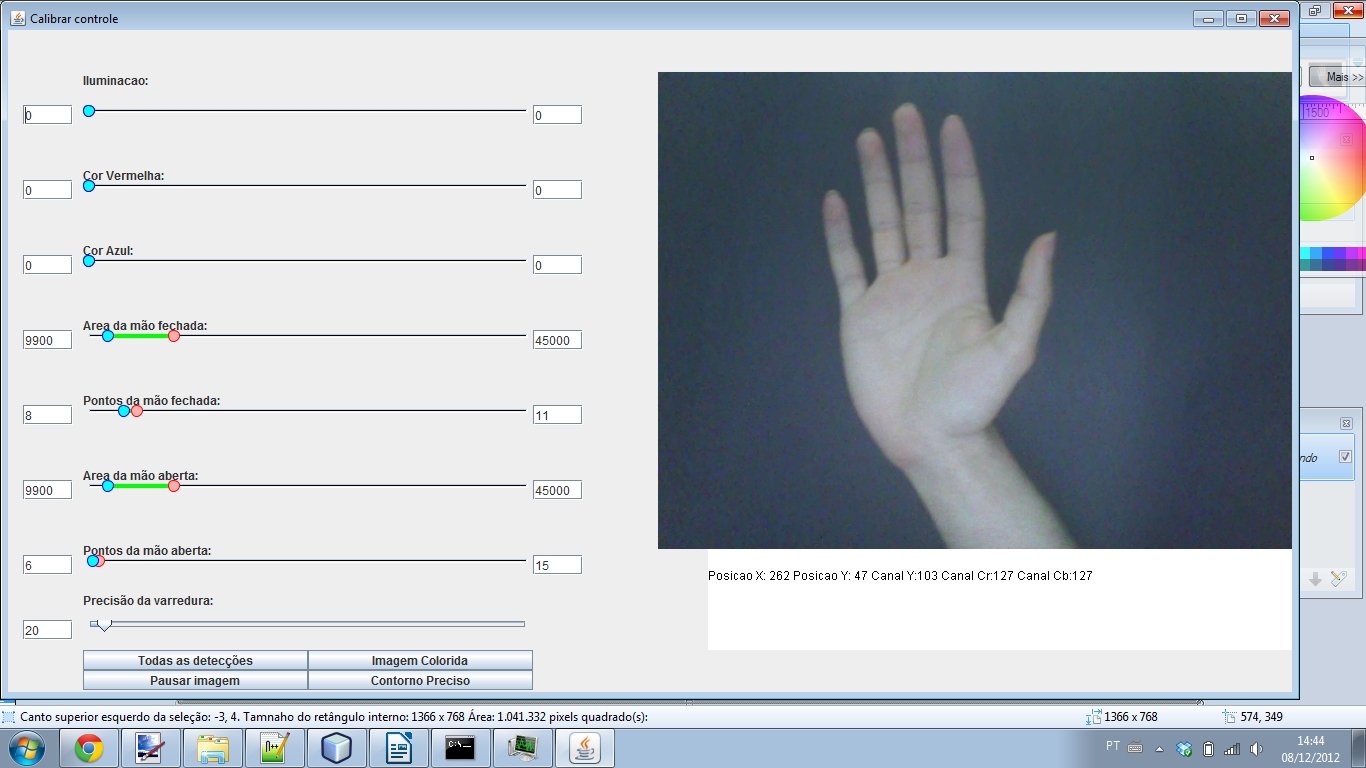 Calibrar controle
Mais >>
Iluminacao:
0
0
1500
Cor Vermelha:
0
0
Cor Azul:
0
0
Area da mão fechada:
9900
45000
Pontos da mão fechada:
8
11
Area da mão aberta:
9900
45000
ndo
Pontos da mão aberta:
6
15
Posicao X: 262 Posicao Y: 47 Canal Y:103 Canal Cr:127 Canal Cb:127
Precisão da varredura:
20
Todas as detecções
Imagem Colorida
Pausar imagem
Contorno Preciso
Canto superior esquerdo da seleção: -3, 4. Tamnaho do retângulo interno: 1366 x 768 Área: 1.041.332 pixels quadrado(s):
1366 x 768
574, 349
PT
14:44
08/12/2012